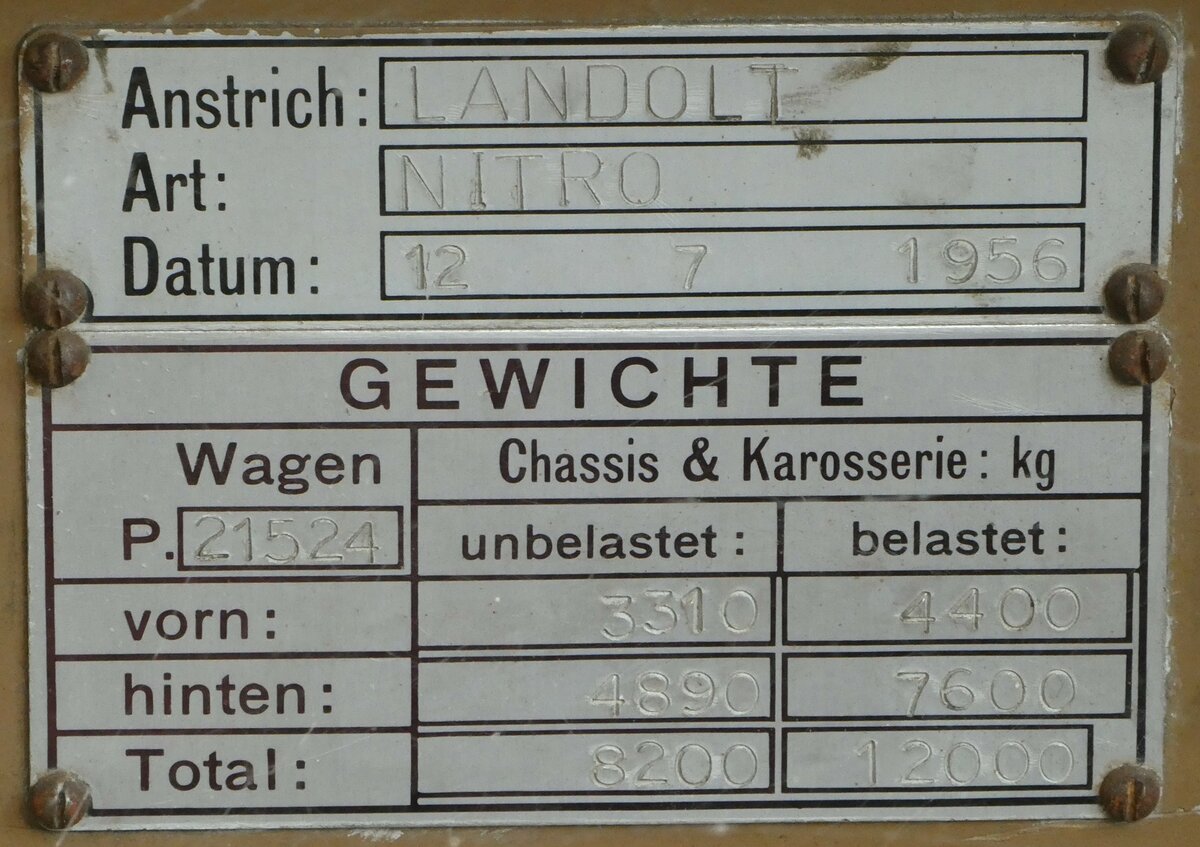 Anstrich: LANDOLT
Art: NITRO
Datum: 12 7 1956
GEWICHTE
Wagen Chassis & Karosserie: kg
P. 21524 unbelastet: belastet:
vorn: 3310 4400
hinten: 4890 7600
Total: 8200 12000